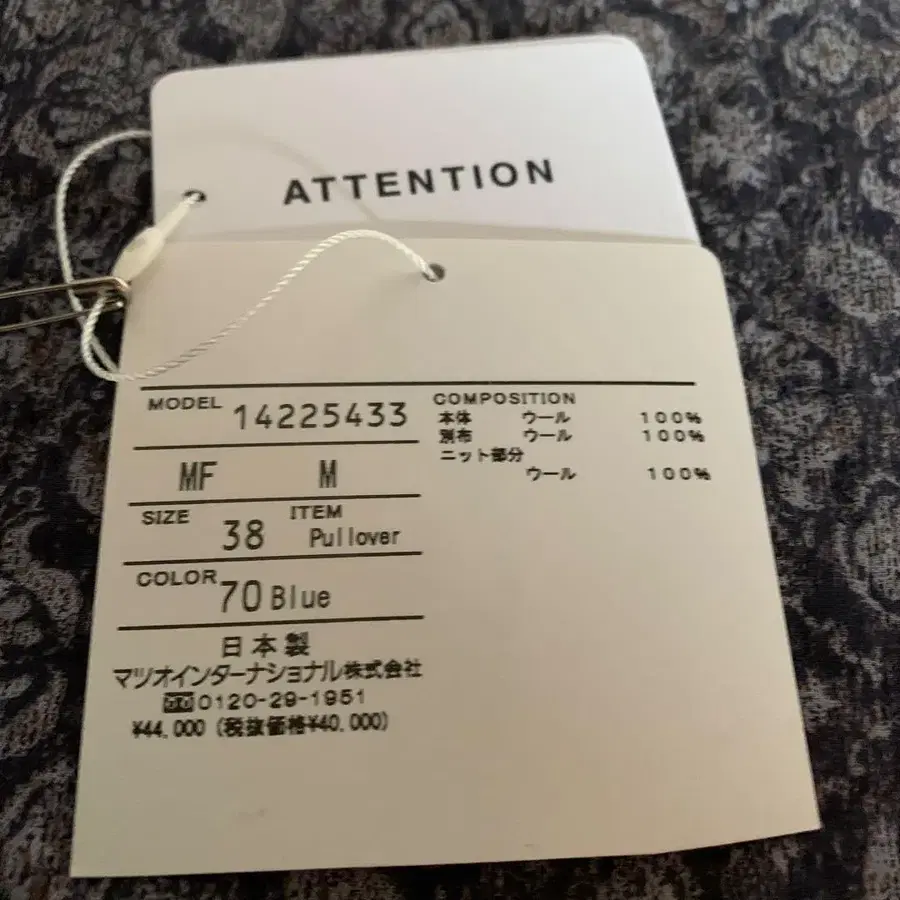 ATTENTION
MODEL 14225433
MF M
SIZE 38 ITEM Pullover
COLOR 70 Blue
日本製
マツオインターナショナル株式会社
0120-29-1951
¥44,000 (税抜価格¥40,000)
COMPOSITION
本体 ウール 100%
別布 ウール 100%
ニット部分
ウール 100%